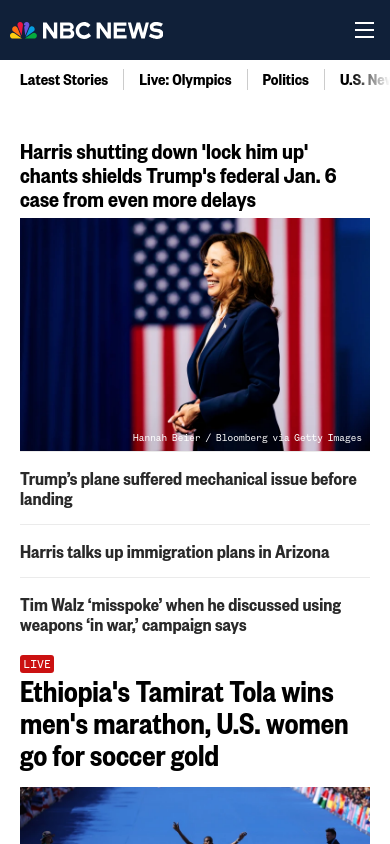 NBC NEWS
Latest Stories
Live: Olympics
Politics
U.S. New
Harris shutting down 'lock him up'
chants shields Trump's federal Jan. 6
case from even more delays
Hannah Beier / Bloomberg via Getty Images
Trump’s plane suffered mechanical issue before
landing
Harris talks up immigration plans in Arizona
Tim Walz ‘misspoke’ when he discussed using
weapons ‘in war,’ campaign says
LIVE
Ethiopia's Tamirat Tola wins
men's marathon, U.S. women
go for soccer gold